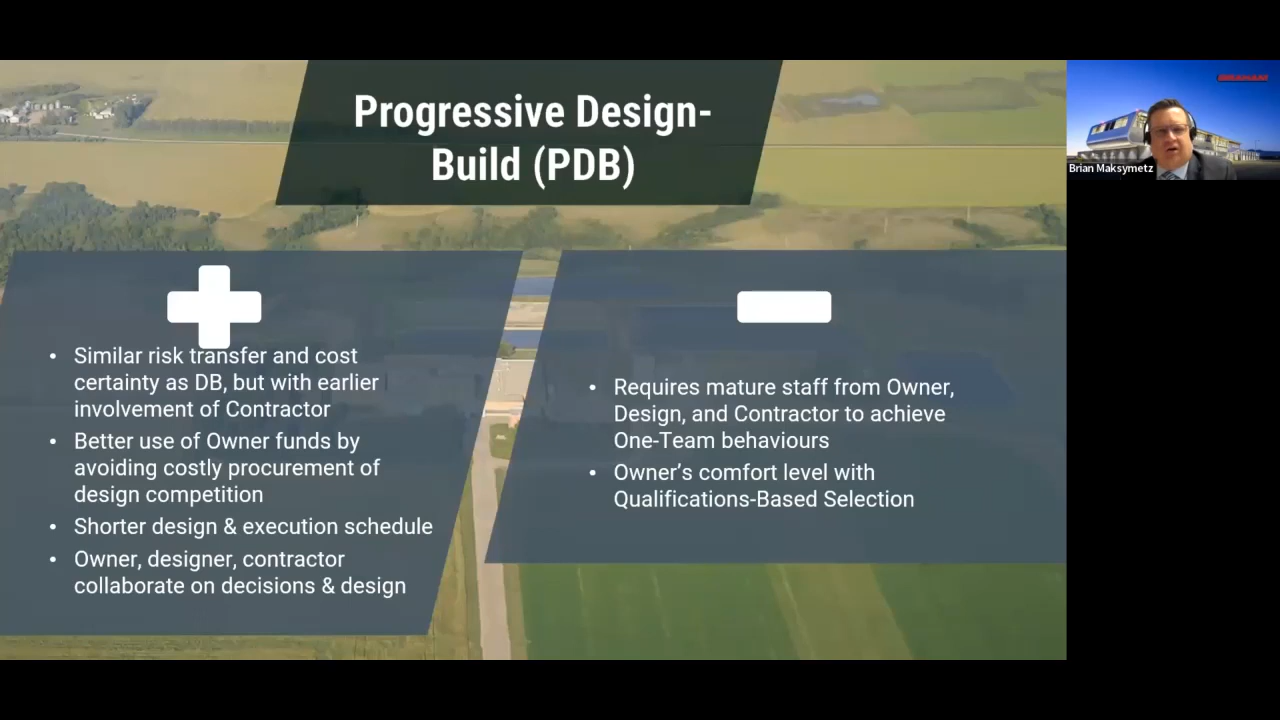 Progressive Design-
Build (PDB)
• Similar risk transfer and cost
certainty as DB, but with earlier
involvement of Contractor
• Better use of Owner funds by
avoiding costly procurement of
design competition
• Shorter design & execution schedule
• Owner, designer, contractor
collaborate on decisions & design
• Requires mature staff from Owner,
Design, and Contractor to achieve
One-Team behaviours
• Owner’s comfort level with
Qualifications-Based Selection
Brian Maksymetz